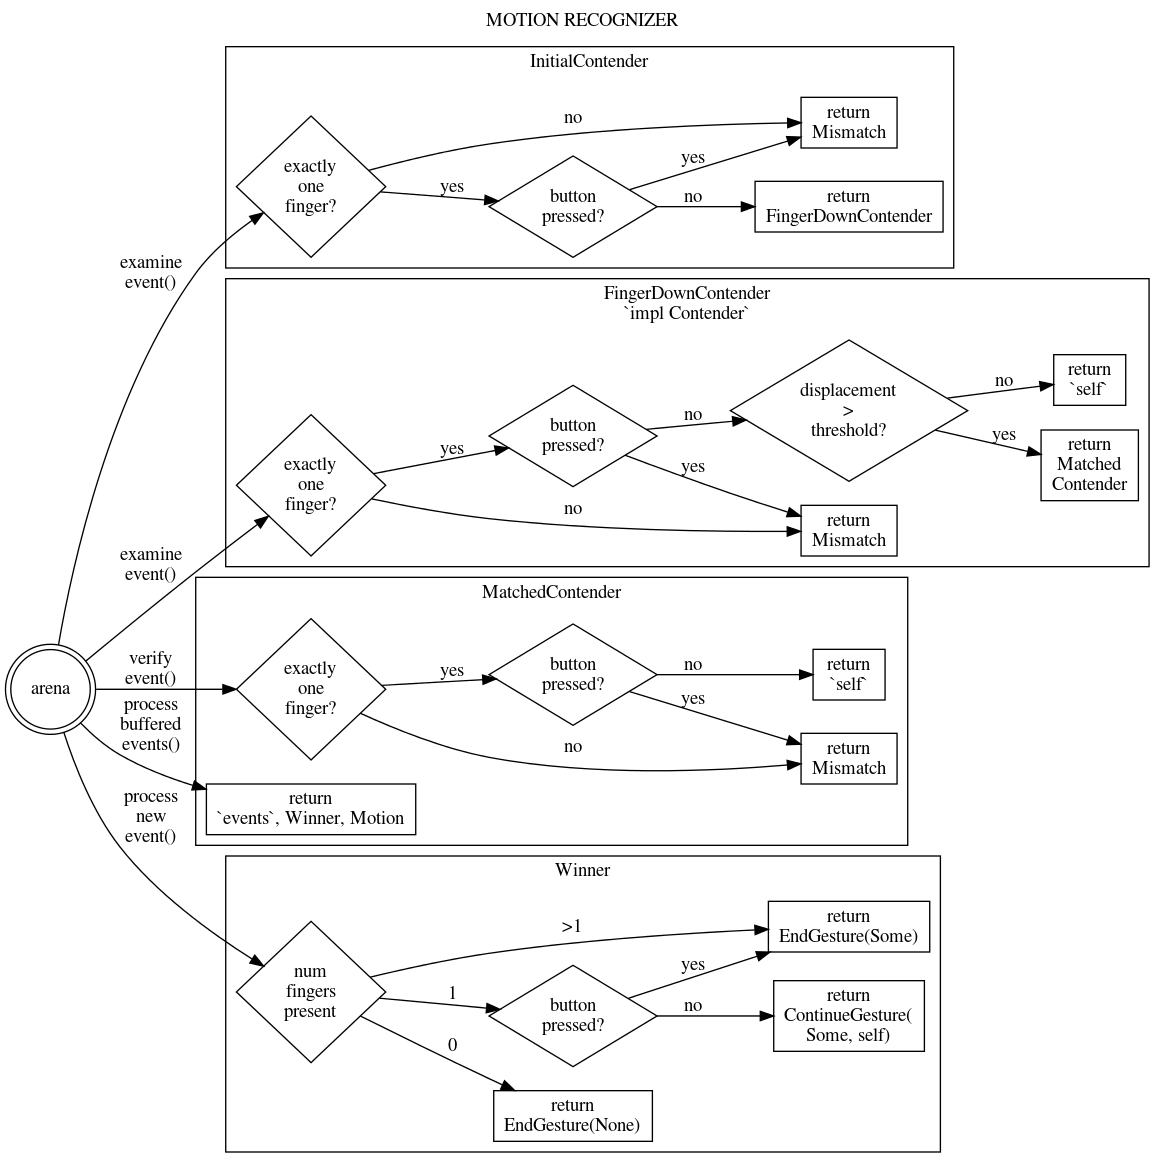 MOTION RECOGNIZER
InitialContender
exactly
one
finger?
no
yes
button
pressed?
yes
no
return
Mismatch
return
FingerDownContender
examine
event()
FingerDownContender
`impl Contender`
exactly
one
finger?
yes
no
button
pressed?
no
yes
displacement
>
threshold?
no
yes
return
`self`
return
Matched
Contender
return
Mismatch
examine
event()
arena
verify
event()
process
buffered
events()
process
new
event()
MatchedContender
exactly
one
finger?
yes
no
button
pressed?
no
yes
return
`self`
return
Mismatch
return
`events`, Winner, Motion
Winner
num
fingers
present
>1
1
0
button
pressed?
yes
no
return
EndGesture(Some)
return
ContinueGesture(
Some, self)
return
EndGesture(None)